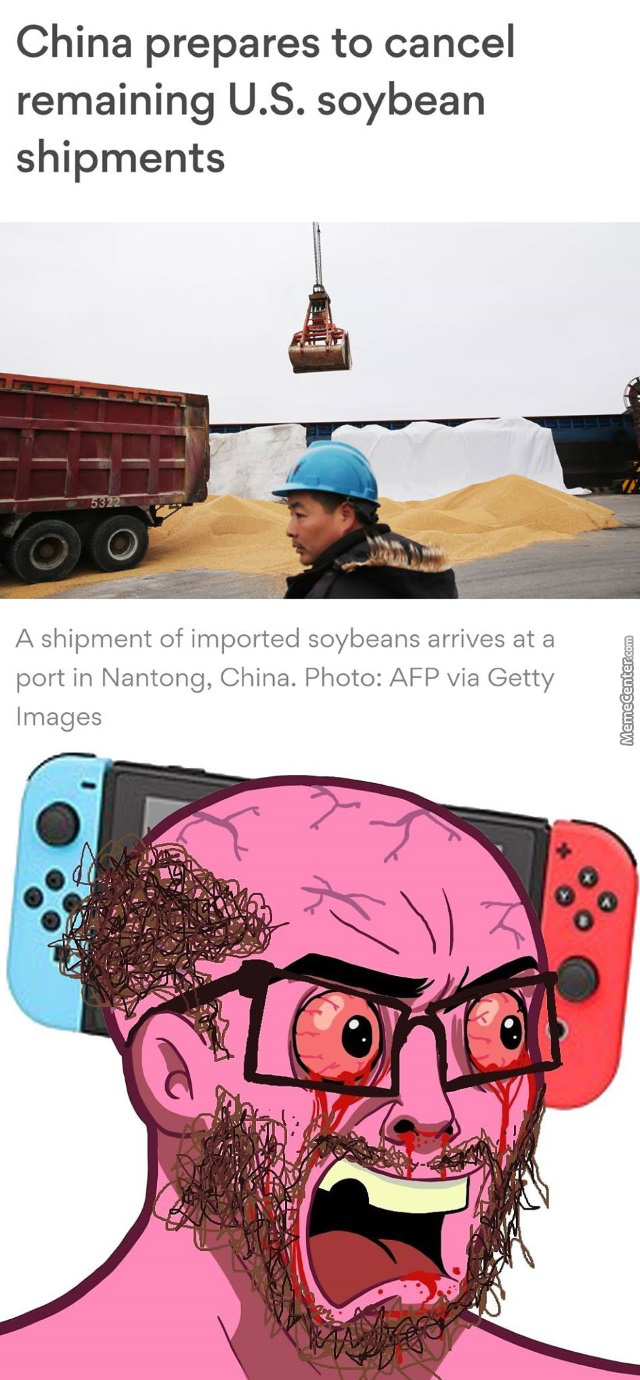 China prepares to cancel
remaining U.S. soybean
shipments
5322
A shipment of imported soybeans arrives at a
port in Nantong, China. Photo: AFP via Getty
Images
MemeCenter.com
X
Y
A
B